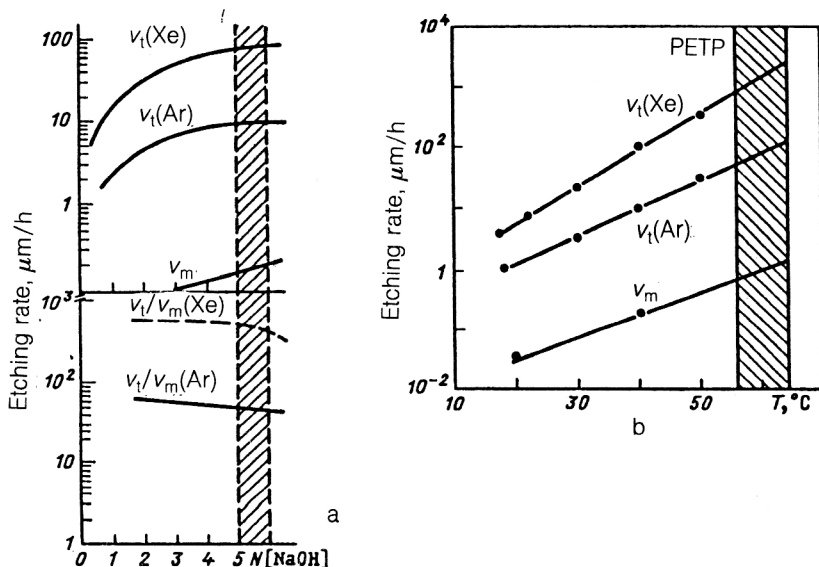 Etching rate, μm/h
100
10
1
10³
10²
10
1
v_t(Xe)
v_t(Ar)
v_m
v_t/v_m(Xe)
v_t/v_m(Ar)
0 1 2 3 4 5 N [NaOH]
a
Etching rate, μm/h
10⁴
10³
10²
1
10⁻²
PETP
v_t(Xe)
v_t(Ar)
v_m
10 30 50 T,°C
b